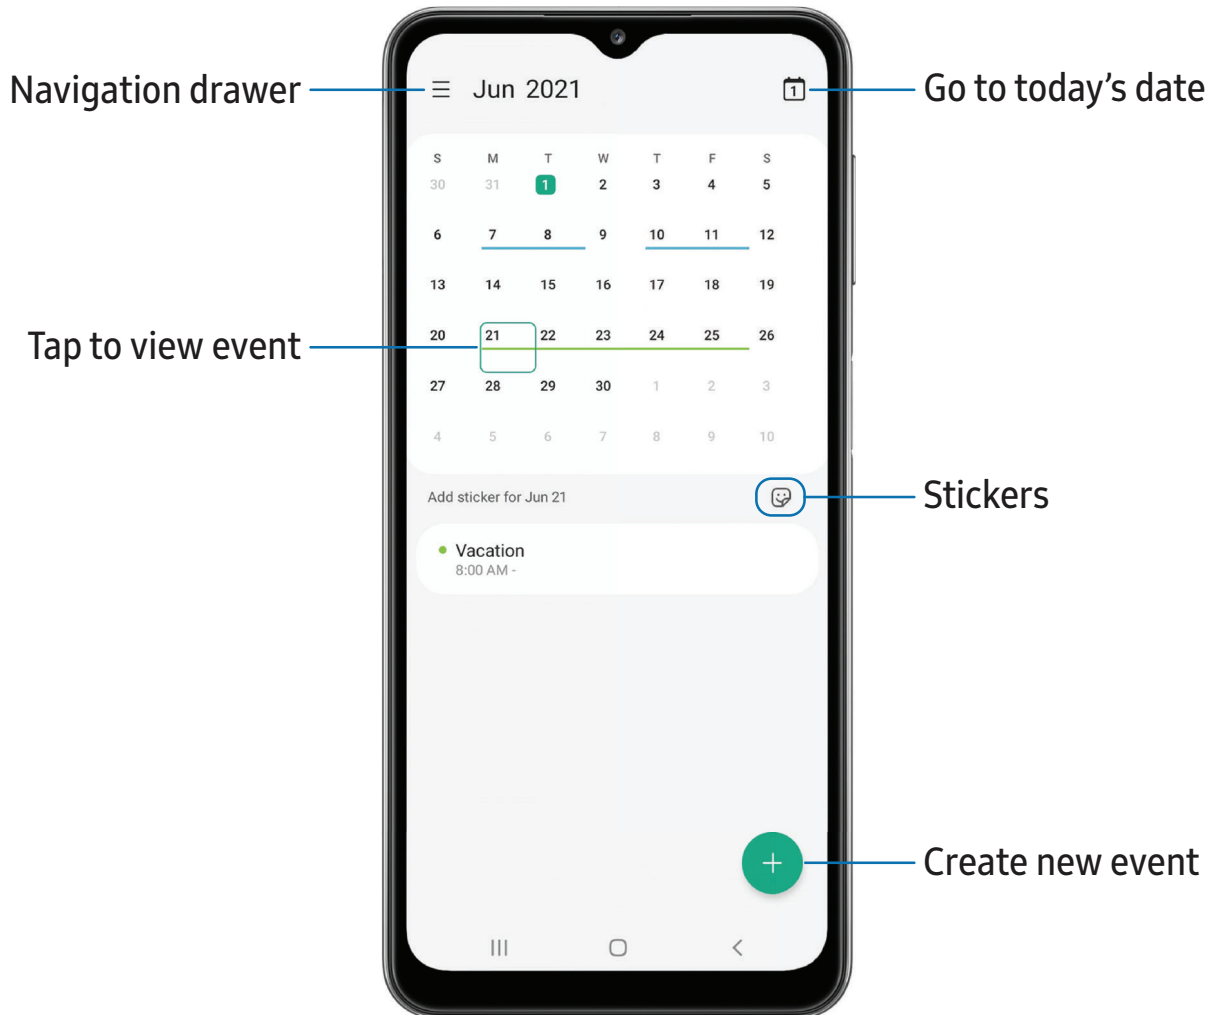 Navigation drawer
Jun 2021
1
Go to today's date
S M T W T F S
30 31 1 2 3 4 5
6 7 8 9 10 11 12
13 14 15 16 17 18 19
Tap to view event
20 21 22 23 24 25 26
27 28 29 30 1 2 3
4 5 6 7 8 9 10
Add sticker for Jun 21
Stickers
Vacation
8:00 AM -
Create new event